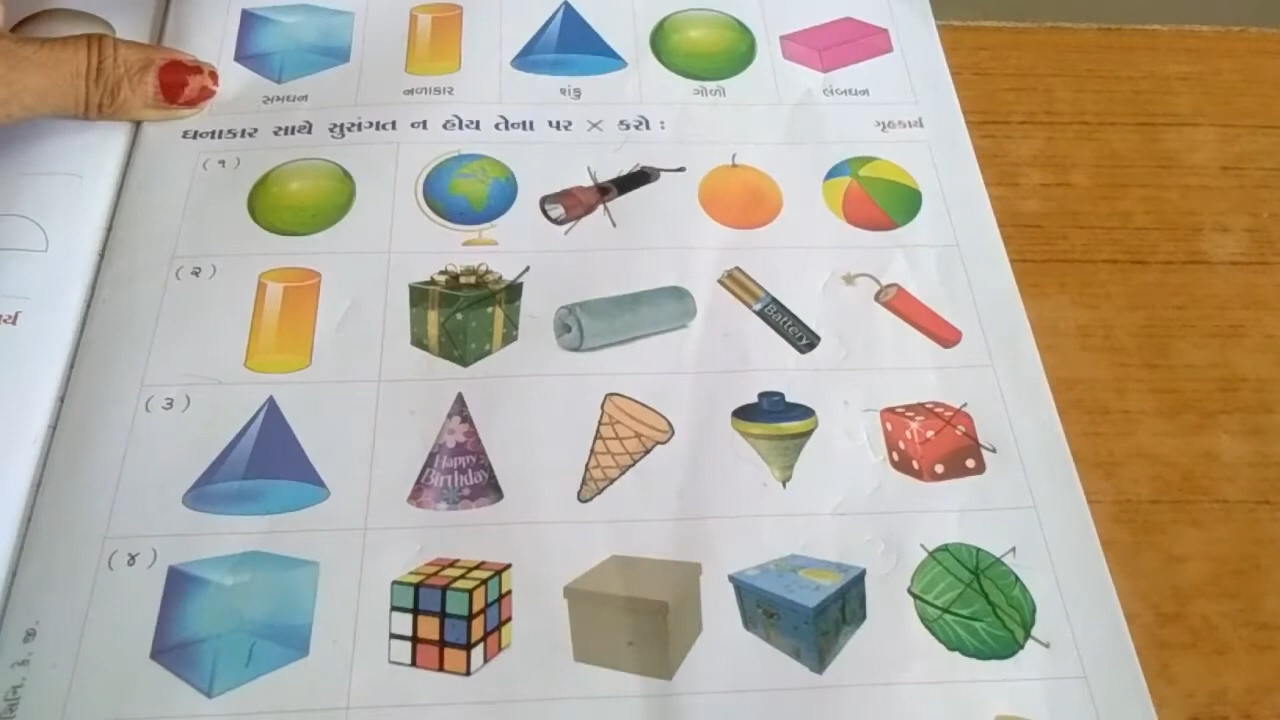 સમઘન નળાકાર શંકુ ગોળો લંબઘન
ઘનાકાર સાથે સુસંગત ન હોય તેના પર × કરો : ગૃહકાર્ય
(૧)
(૨)
Battery
(૩)
Happy
Birthday
(૪)
ર્ય
સિનિ. કે. જી.